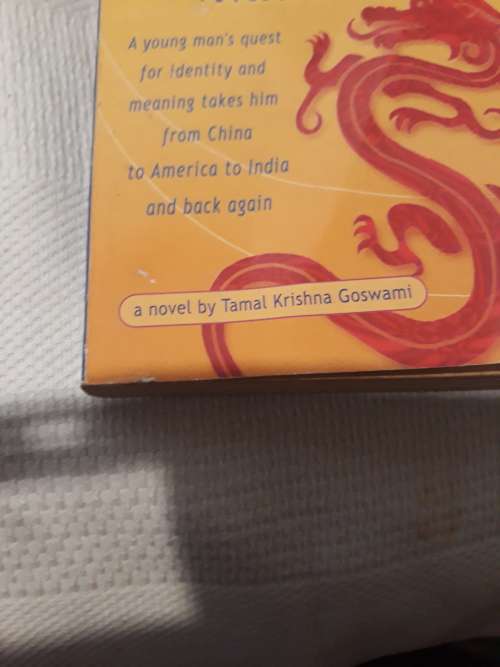 A young man's quest
for identity and
meaning takes him
from China
to America to India
and back again
a novel by Tamal Krishna Goswami